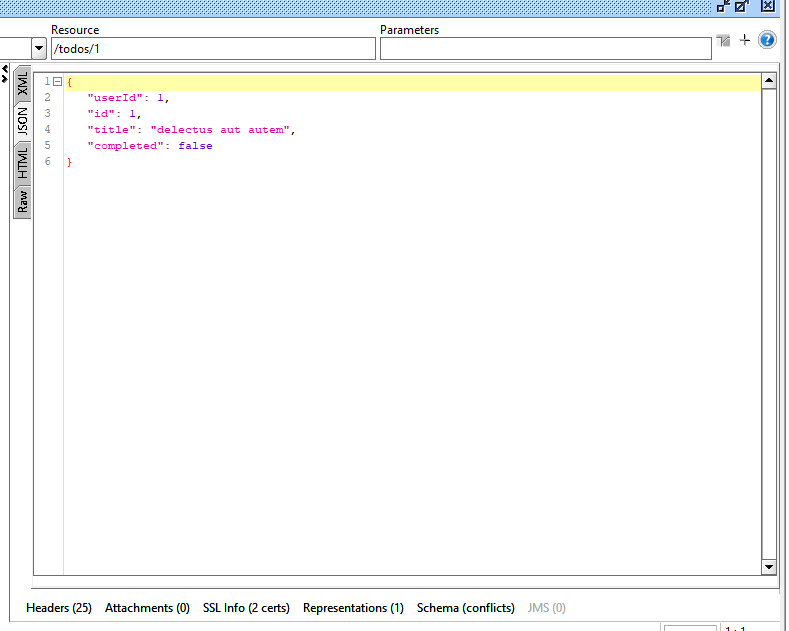 Resource
Parameters
/todos/1
?
XML
JSON
HTML
Raw
1 {
2 "userId": 1,
3 "id": 1,
4 "title": "delectus aut autem",
5 "completed": false
6 }
Headers (25) Attachments (0) SSL Info (2 certs) Representations (1) Schema (conflicts) JMS (0)
1 : 1